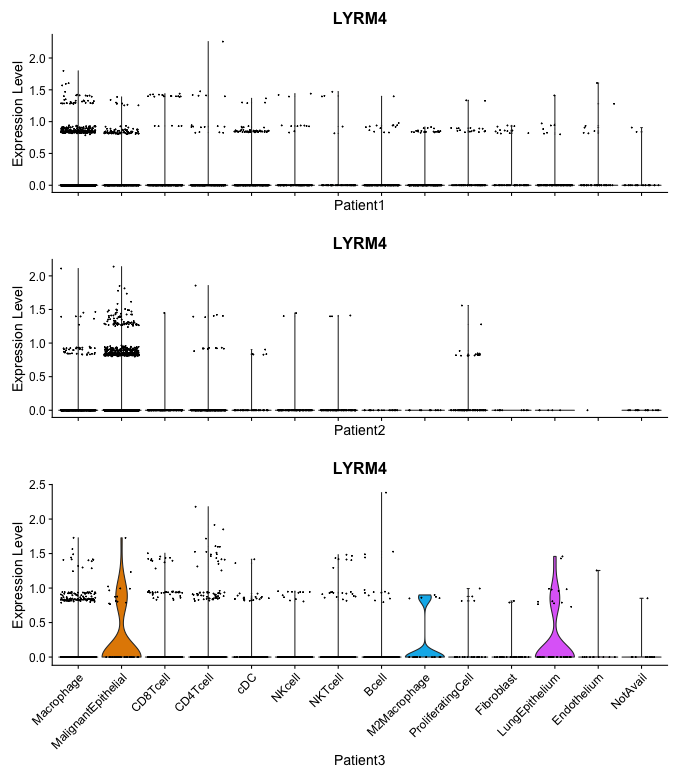 LYRM4
Expression Level
2.0
1.5
1.0
0.5
0.0
Patient1
LYRM4
Expression Level
2.0
1.5
1.0
0.5
0.0
Patient2
LYRM4
Expression Level
2.5
2.0
1.5
1.0
0.5
0.0
Macrophage
MalignantEpithelial
CD8Tcell
CD4Tcell
cDC
NKcell
NKTcell
Bcell
M2Macrophage
ProliferatingCell
Fibroblast
LungEpithelium
Endothelium
NotAvail
Patient3